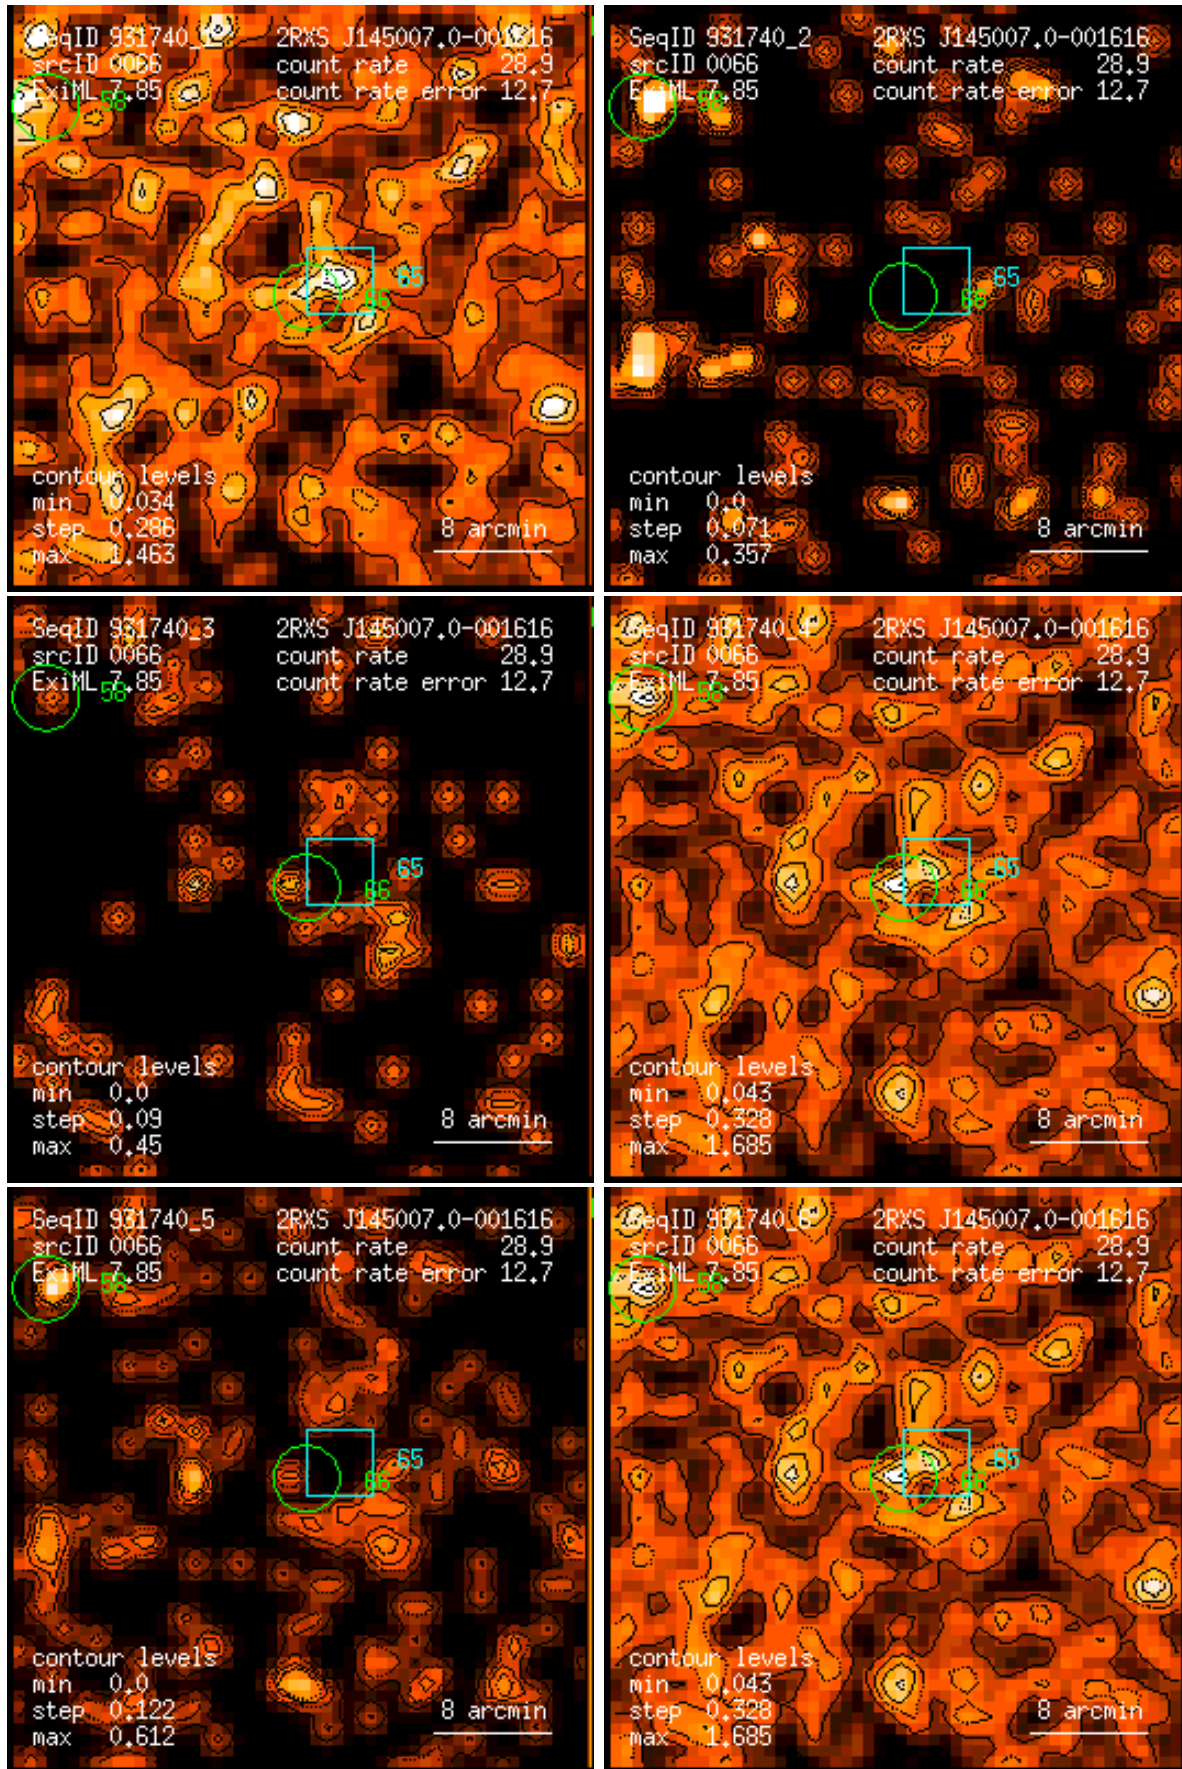 SeqID 931740_1 2RXS J145007.0-001616
srcID 0066 count rate 28.9
ExiML 7.85 58 count rate error 12.7
65
66
contour levels
min 0.034
step 0.286
max 1.463
8 arcmin
SeqID 931740_2 2RXS J145007.0-001616
srcID 0066 count rate 28.9
ExiML 7.85 58 count rate error 12.7
65
66
contour levels
min 0.0
step 0.071
max 0.357
8 arcmin
SeqID 931740_3 2RXS J145007.0-001616
srcID 0066 count rate 28.9
ExiML 7.85 58 count rate error 12.7
65
66
contour levels
min 0.0
step 0.09
max 0.45
8 arcmin
SeqID 931740_4 2RXS J145007.0-001616
srcID 0066 count rate 28.9
ExiML 7.85 58 count rate error 12.7
65
66
contour levels
min 0.043
step 0.328
max 1.685
8 arcmin
SeqID 931740_5 2RXS J145007.0-001616
srcID 0066 count rate 28.9
ExiML 7.85 58 count rate error 12.7
65
66
contour levels
min 0.0
step 0.122
max 0.612
8 arcmin
SeqID 931740_6 2RXS J145007.0-001616
srcID 0066 count rate 28.9
ExiML 7.85 58 count rate error 12.7
65
66
contour levels
min 0.043
step 0.328
max 1.685
8 arcmin